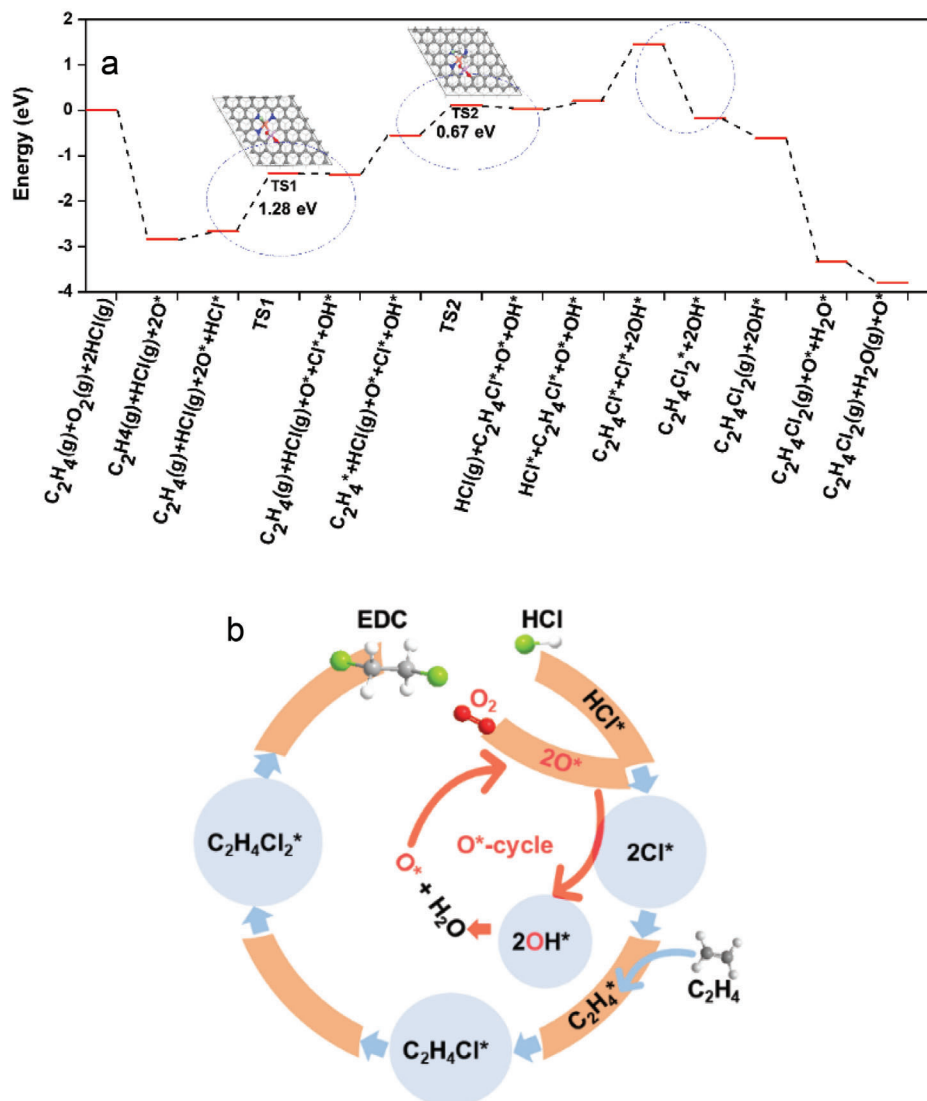 a
Energy (eV)
2
1
0
-1
-2
-3
-4
TS1
1.28 eV
TS2
0.67 eV
C₂H₄(g)+O₂(g)+2HCl(g)
C₂H4(g)+HCl(g)+2O*
C₂H₄(g)+HCl(g)+2O*+HCl*
TS1
C₂H₄(g)+HCl(g)+O*+Cl*+OH*
C₂H₄*+HCl(g)+O*+Cl*+OH*
TS2
HCl(g)+C₂H₄Cl*+O*+OH*
HCl*+C₂H₄Cl*+O*+OH*
C₂H₄Cl*+Cl*+2OH*
C₂H₄Cl₂*+2OH*
C₂H₄Cl₂(g)+2OH*
C₂H₄Cl₂(g)+O*+H₂O*
C₂H₄Cl₂(g)+H₂O(g)+O*
b
EDC
HCl
O₂
HCl*
2O*
C₂H₄Cl₂*
O*-cycle
2Cl*
O* + H₂O
2OH*
C₂H₄*
C₂H₄
C₂H₄Cl*